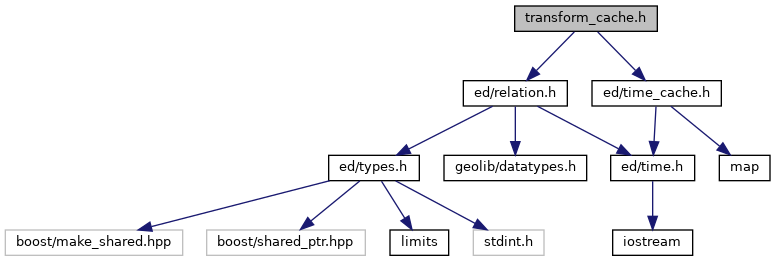 transform_cache.h
ed/relation.h
ed/time_cache.h
ed/types.h
geolib/datatypes.h
ed/time.h
map
boost/make_shared.hpp
boost/shared_ptr.hpp
limits
stdint.h
iostream